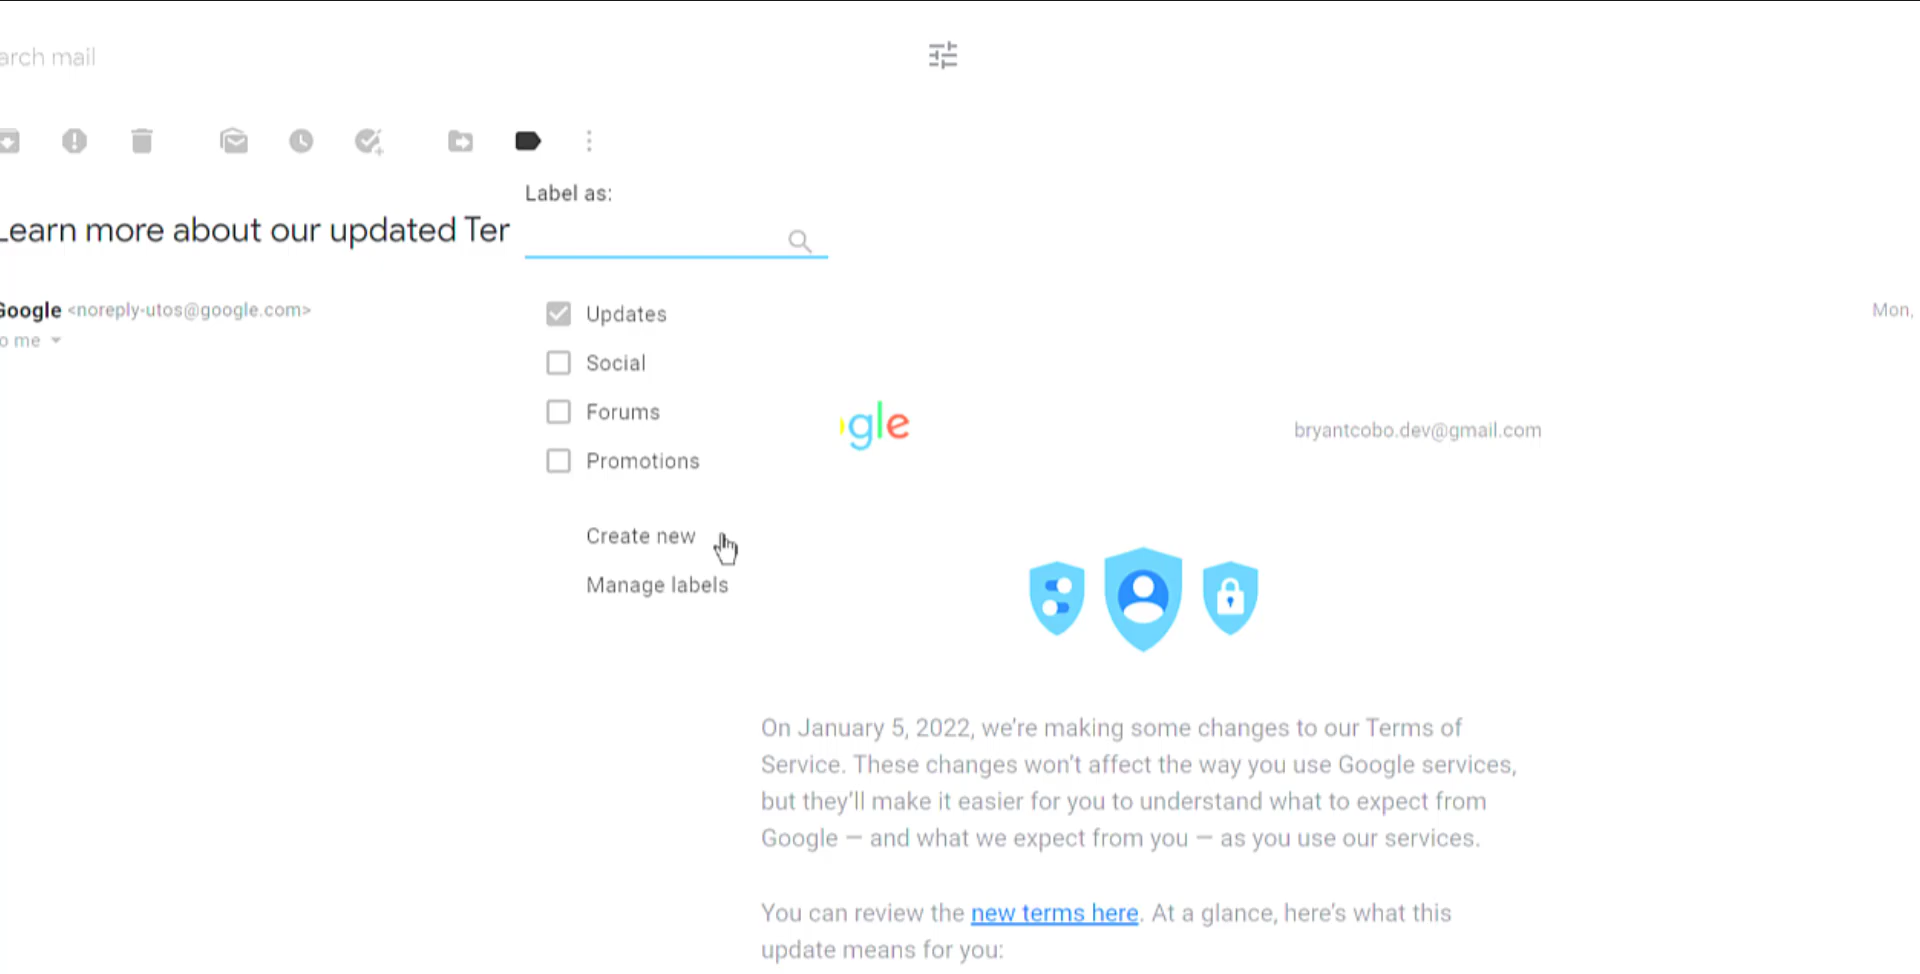 arch mail
Label as:
Learn more about our updated Ter
Google <noreply-utos@google.com>
Mon,
o me
Updates
Social
Forums
Promotions
Create new
Manage labels
gle
bryantcobo.dev@gmail.com
On January 5, 2022, we're making some changes to our Terms of
Service. These changes won't affect the way you use Google services,
but they'll make it easier for you to understand what to expect from
Google — and what we expect from you — as you use our services.
You can review the new terms here. At a glance, here's what this
update means for you: